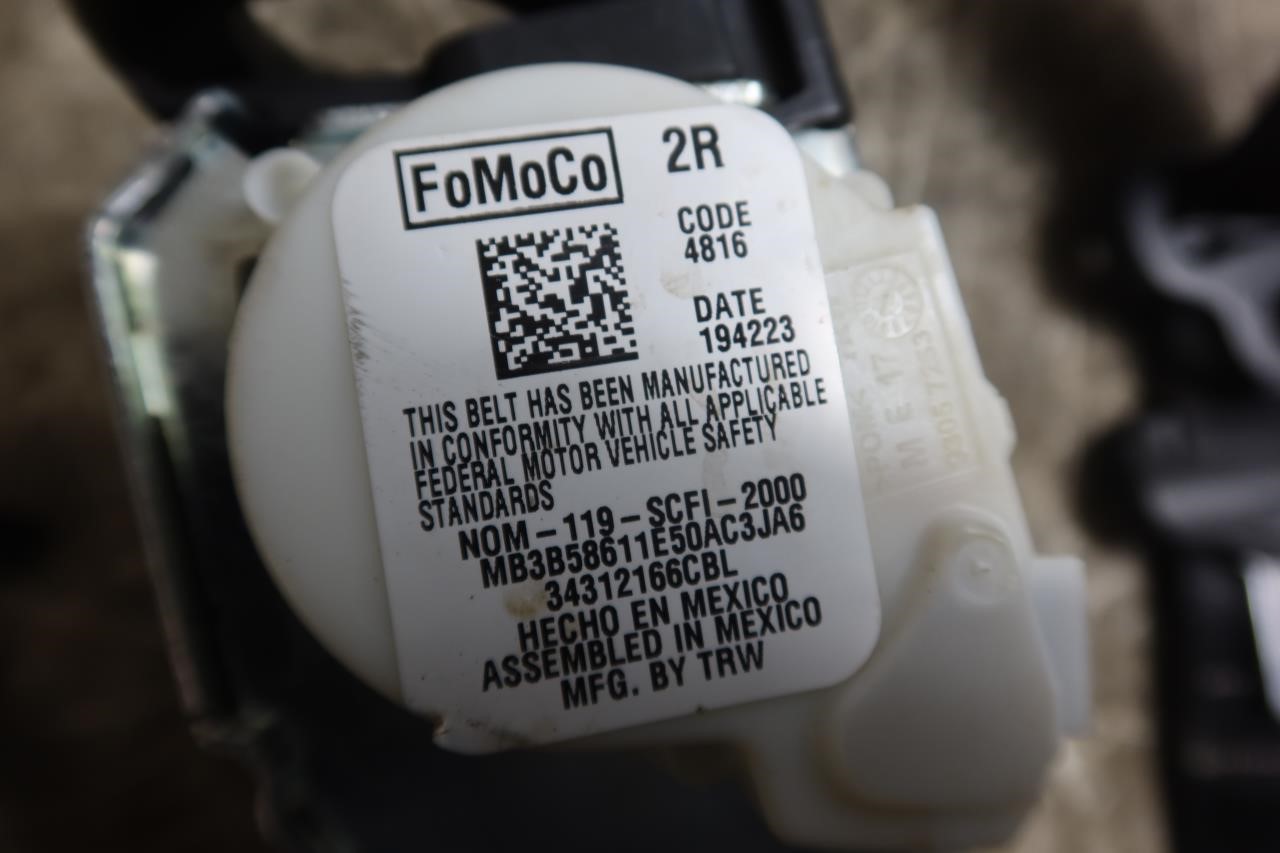 FoMoCo 2R
CODE
4816
DATE
194223
THIS BELT HAS BEEN MANUFACTURED
IN CONFORMITY WITH ALL APPLICABLE
FEDERAL MOTOR VEHICLE SAFETY
STANDARDS
NOM-119-SCFI-2000
MB3B58611E50AC3JA6
34312166CBL
HECHO EN MEXICO
ASSEMBLED IN MEXICO
MFG. BY TRW
M E 17